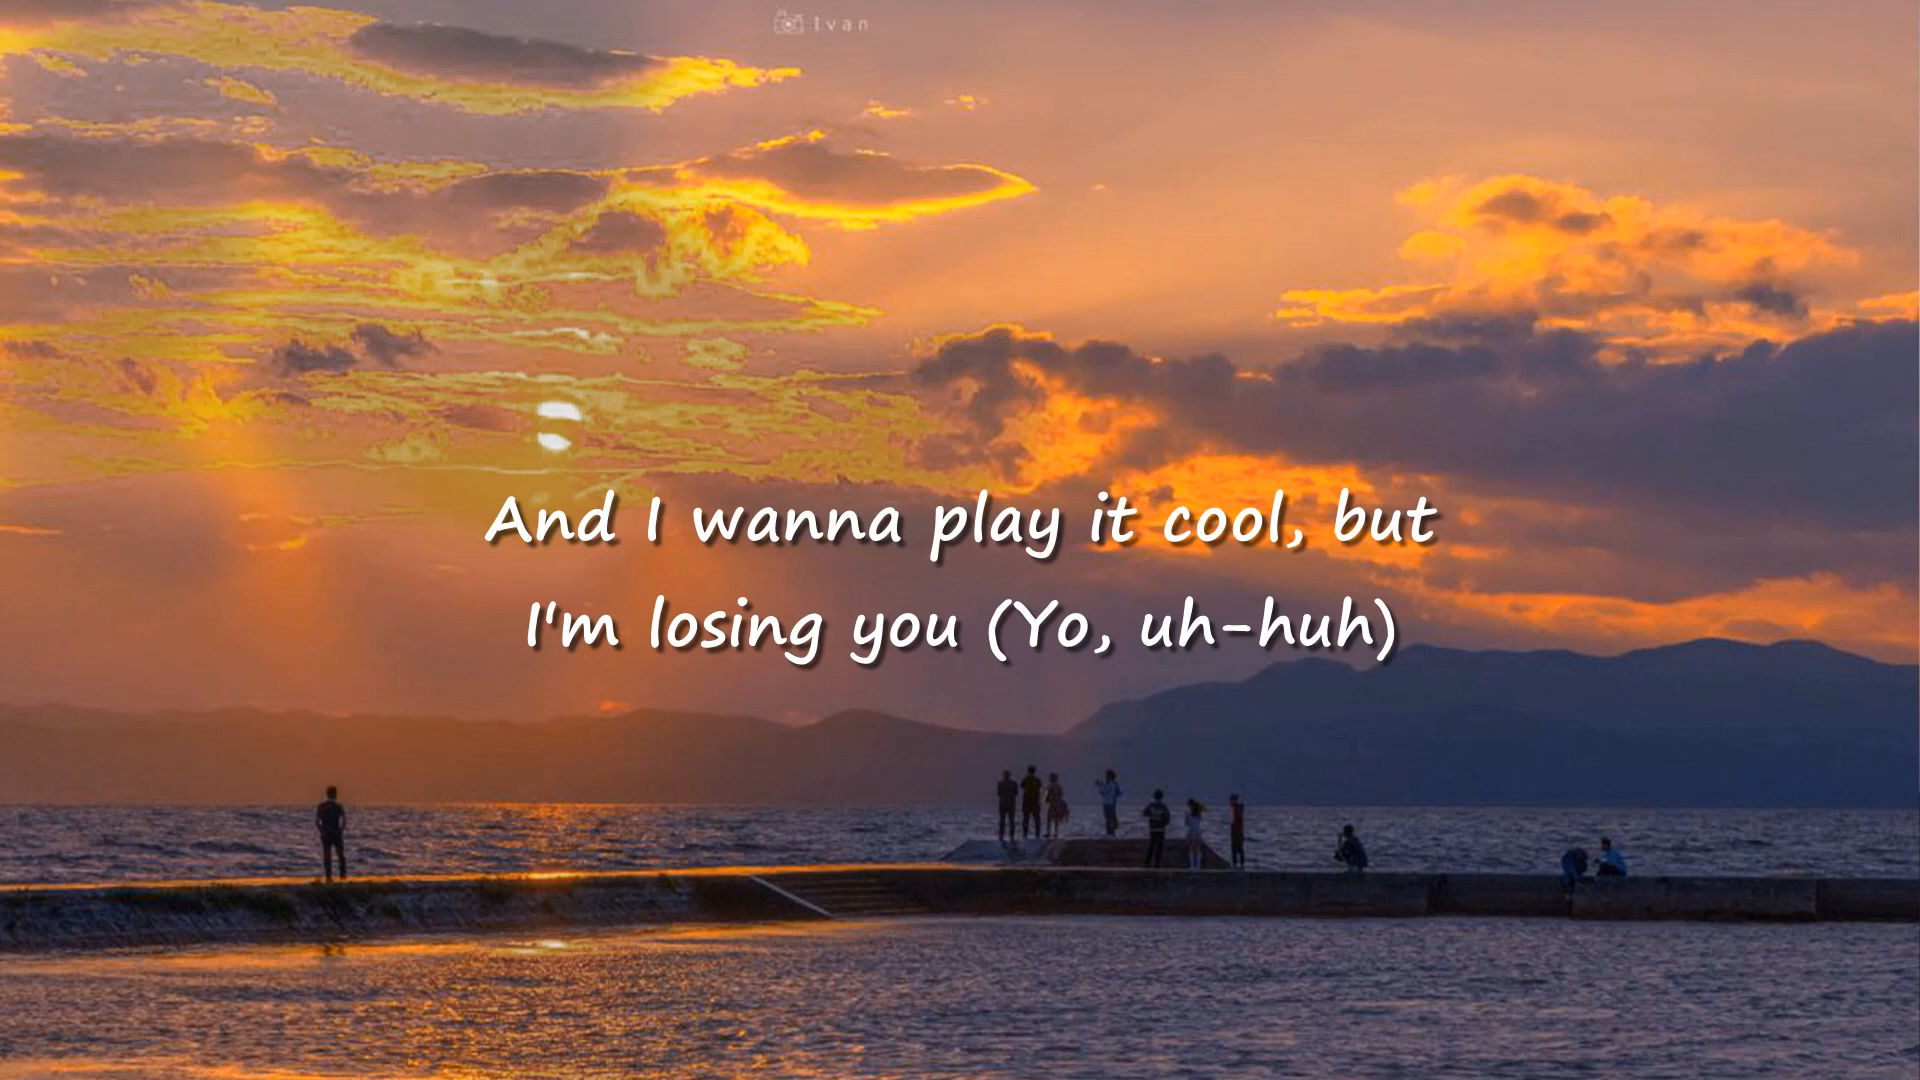 Ivan
And I wanna play it cool, but
I'm losing you (Yo, uh-huh)